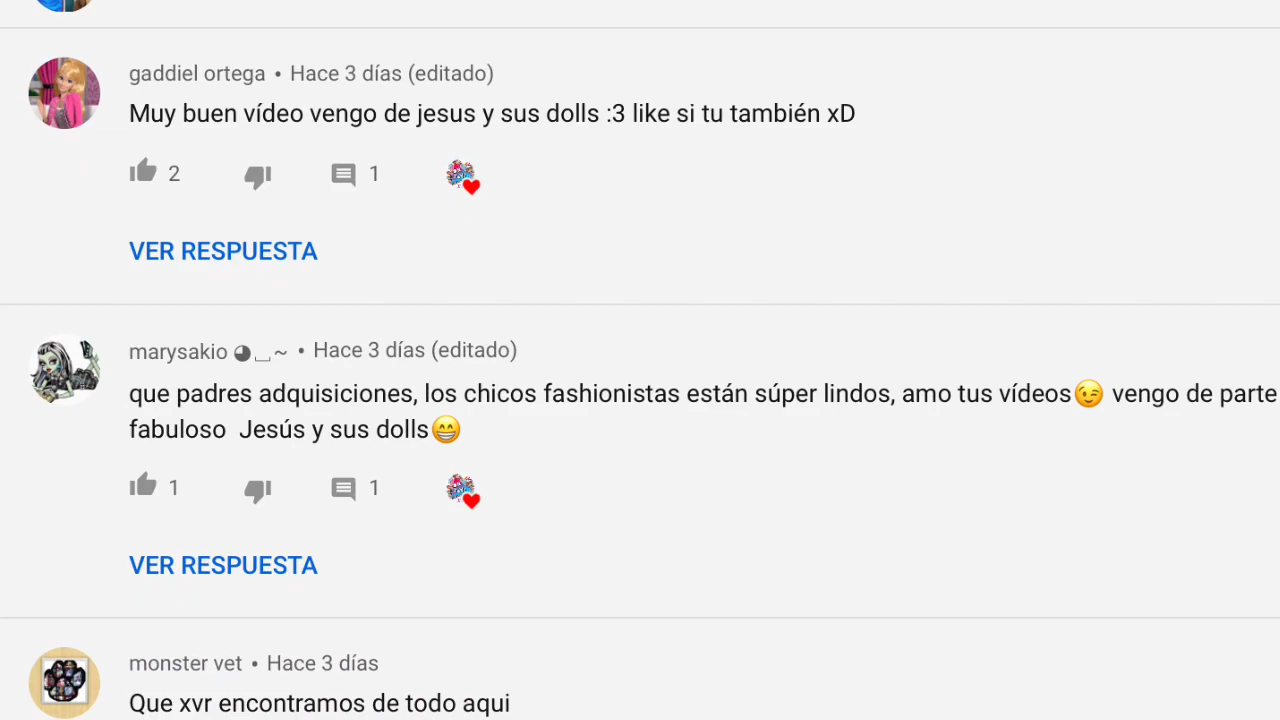 gaddiel ortega • Hace 3 días (editado)
Muy buen vídeo vengo de jesus y sus dolls :3 like si tu también xD
2
1
VER RESPUESTA
marysakio ◕‿~ • Hace 3 días (editado)
que padres adquisiciones, los chicos fashionistas están súper lindos, amo tus vídeos😉 vengo de parte
fabuloso Jesús y sus dolls😁
1
1
VER RESPUESTA
monster vet • Hace 3 días
Que xvr encontramos de todo aqui